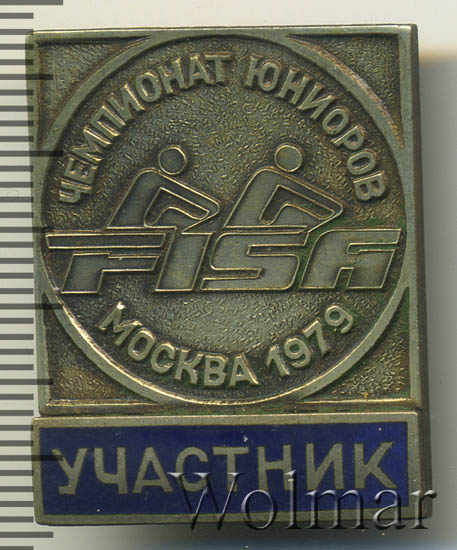 ЧЕМПИОНАТ ЮНИОРОВ
FISA
МОСКВА 1979
УЧАСТНИК
Wolmar